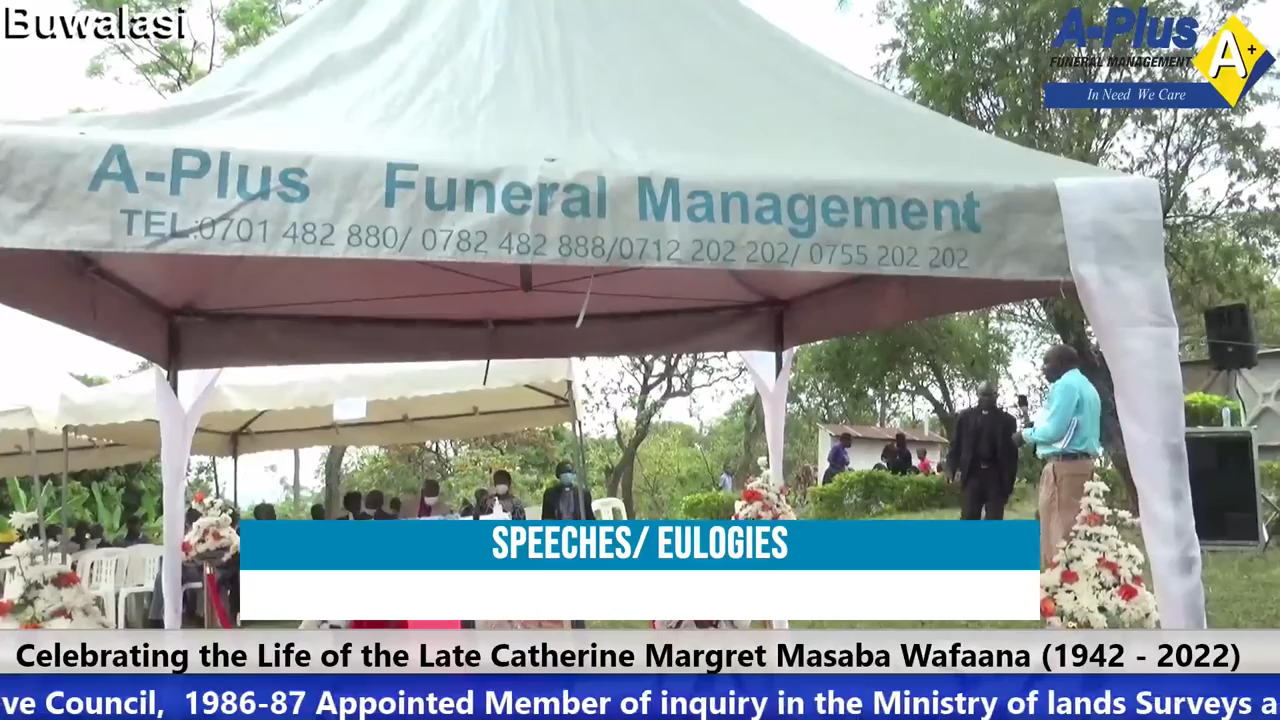 Buwalasi
A-Plus
FUNERAL MANAGEMENT
A+
In Need We Care
A-Plus Funeral Management
TEL:0701 482 880/ 0782 482 888/0712 202 202/ 0755 202 202
SPEECHES/ EULOGIES
Celebrating the Life of the Late Catherine Margret Masaba Wafaana (1942 - 2022)
ve Council, 1986-87 Appointed Member of inquiry in the Ministry of lands Surveys a